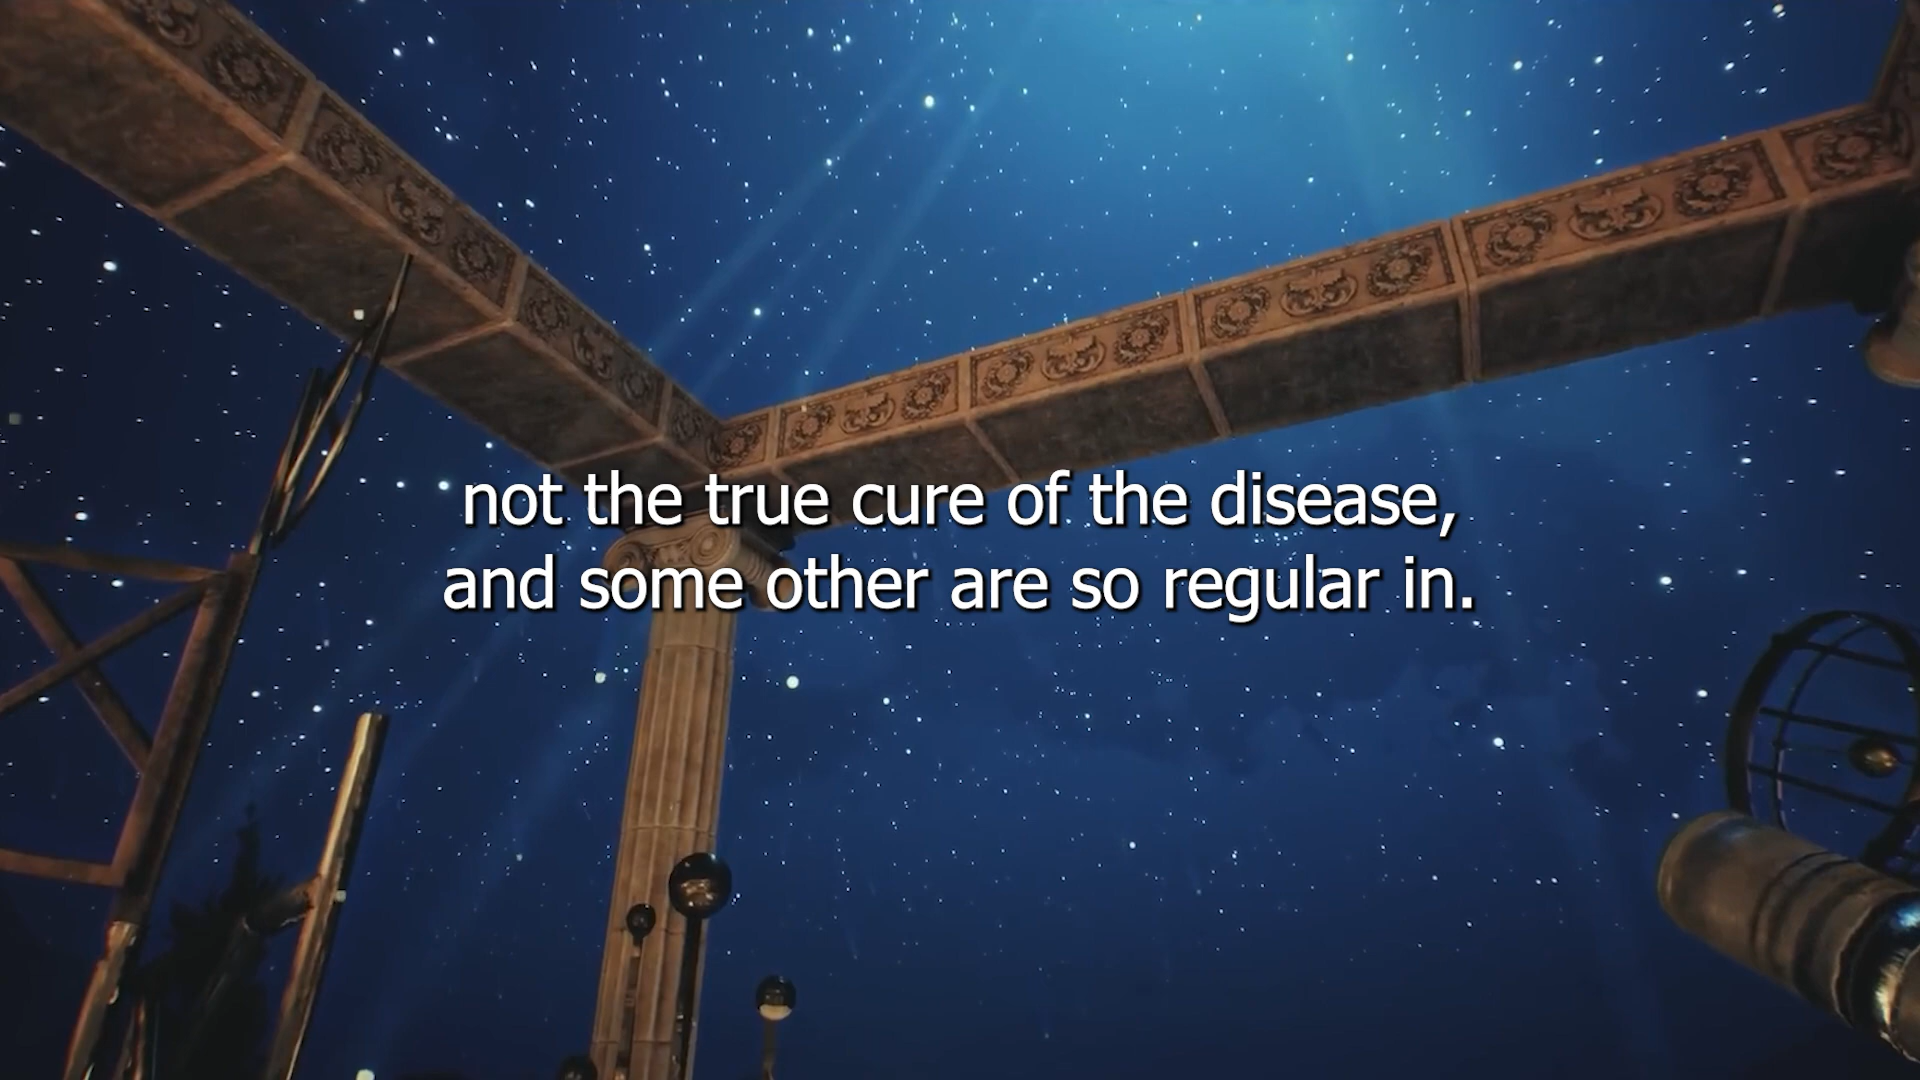 not the true cure of the disease,
and some other are so regular in.